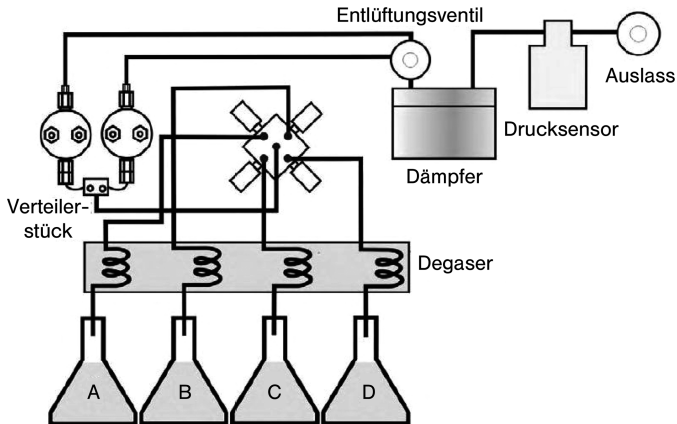 Entlüftungsventil
Auslass
Drucksensor
Dämpfer
Verteiler-
stück
Degaser
A
B
C
D